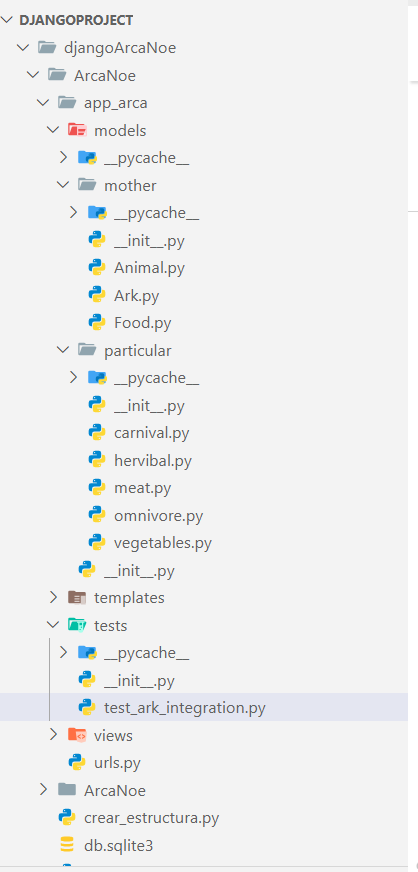 DJANGOPROJECT
djangoArcaNoe
ArcaNoe
app_arca
models
__pycache__
mother
__pycache__
__init__.py
Animal.py
Ark.py
Food.py
particular
__pycache__
__init__.py
carnival.py
hervibal.py
meat.py
omnivore.py
vegetables.py
__init__.py
templates
tests
__pycache__
__init__.py
test_ark_integration.py
views
urls.py
ArcaNoe
crear_estructura.py
db.sqlite3